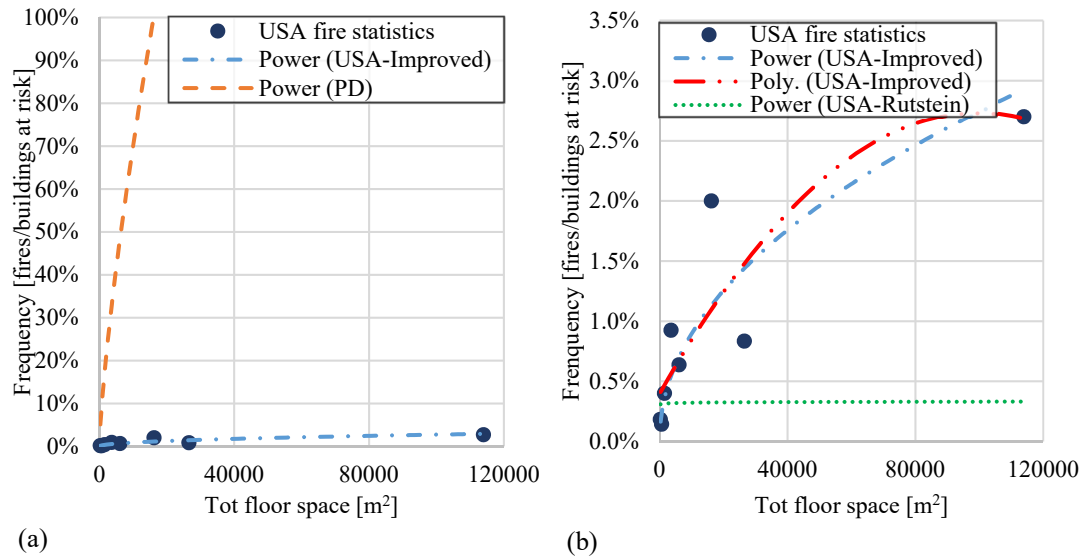 100%
90%
80%
70%
60%
50%
40%
30%
20%
10%
0%
Frequency [fires/buildings at risk]
USA fire statistics
Power (USA-Improved)
Power (PD)
0
40000
80000
120000
Tot floor space [m²]
(a)
3.5%
3.0%
2.5%
2.0%
1.5%
1.0%
0.5%
0.0%
Frenquency [fires/buildings at risk]
USA fire statistics
Power (USA-Improved)
Poly. (USA-Improved)
Power (USA-Rutstein)
0
40000
80000
120000
Tot floor space [m²]
(b)